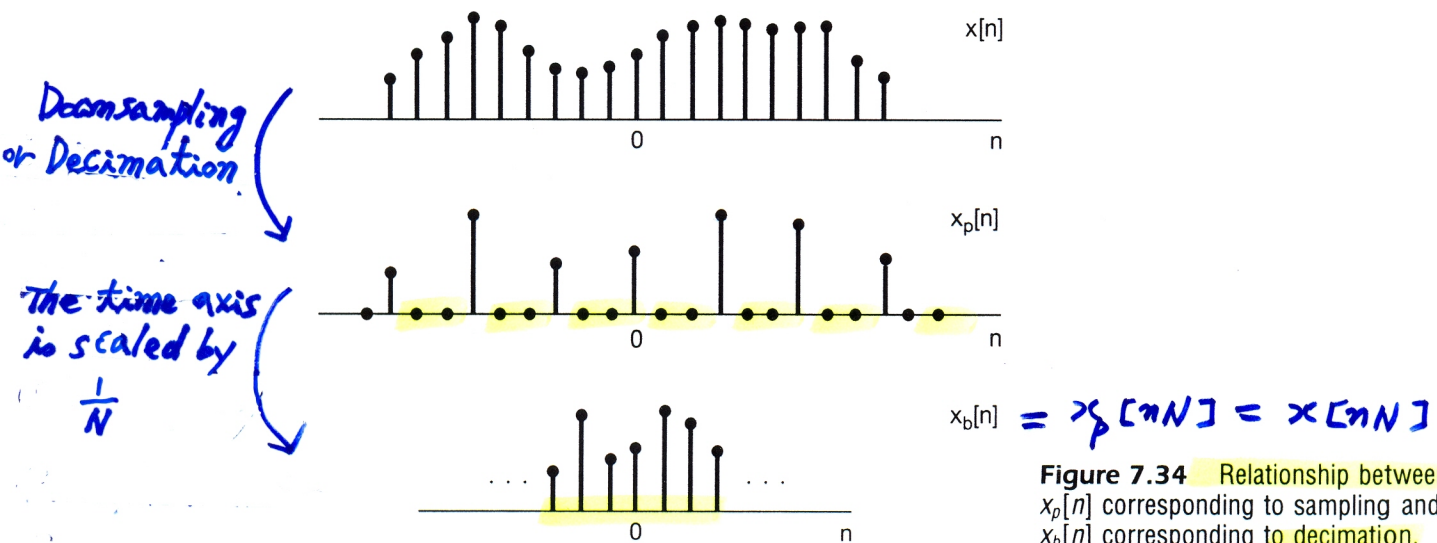 x[n]
Downsampling
or Decimation
0
n
xp[n]
The time axis
is scaled by
1/N
0
n
xb[n] = xp[nN] = x[nN]
. . .
. . .
0
n
Figure 7.34 Relationship betwee
xp[n] corresponding to sampling and
xb[n] corresponding to decimation.